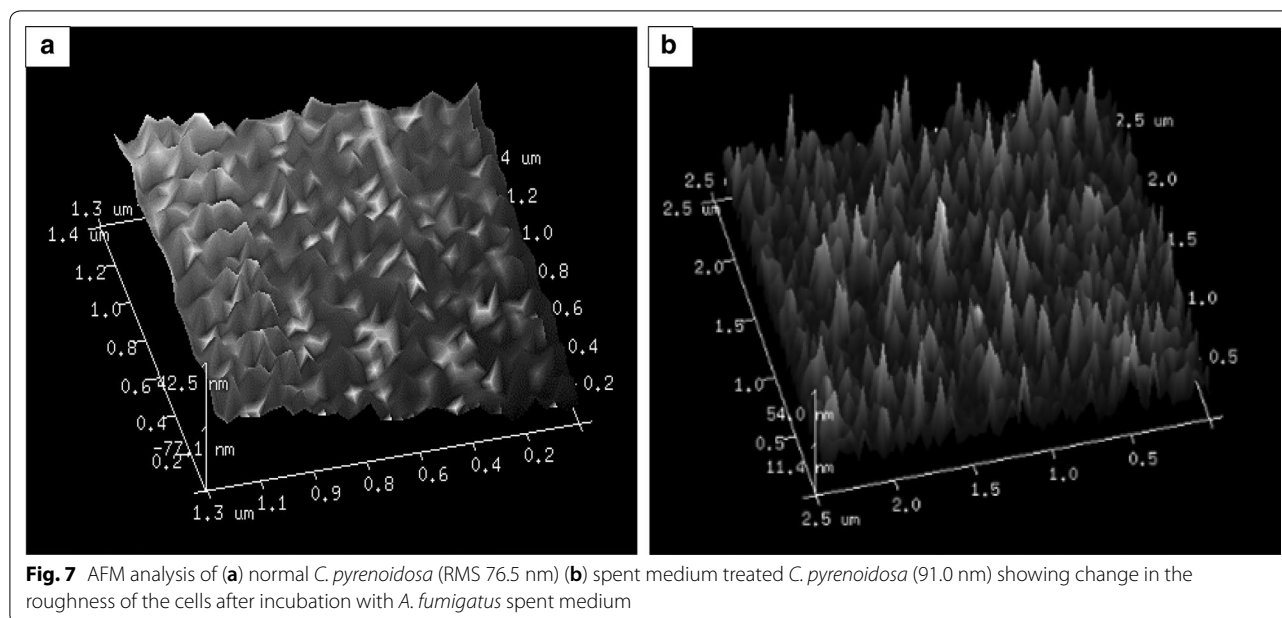 a
4 um
1.2
1.0
0.8
0.6
0.4
0.2
1.3 um
1.4 um
1.2
1.0
0.8
0.6
0.4
0.2
nm
nm
1.3 um
1.1
0.9
0.8
0.6
0.4
0.2
b
2.5 um
2.0
1.5
1.0
0.5
2.5
2.5 um
2.0
1.5
1.0
0.5
54.0 nm
11.4 nm
2.5 um
2.0
1.5
1.0
0.5
Fig. 7 AFM analysis of (a) normal C. pyrenoidosa (RMS 76.5 nm) (b) spent medium treated C. pyrenoidosa (91.0 nm) showing change in the
roughness of the cells after incubation with A. fumigatus spent medium